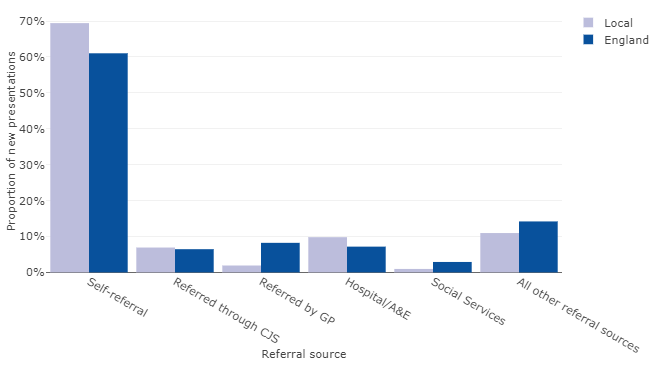 70%
60%
50%
40%
30%
20%
10%
0%
Proportion of new presentations
Self-referral
Referred through CJS
Referred by GP
Hospital/A&E
Social Services
All other referral sources
Referral source
Local
England